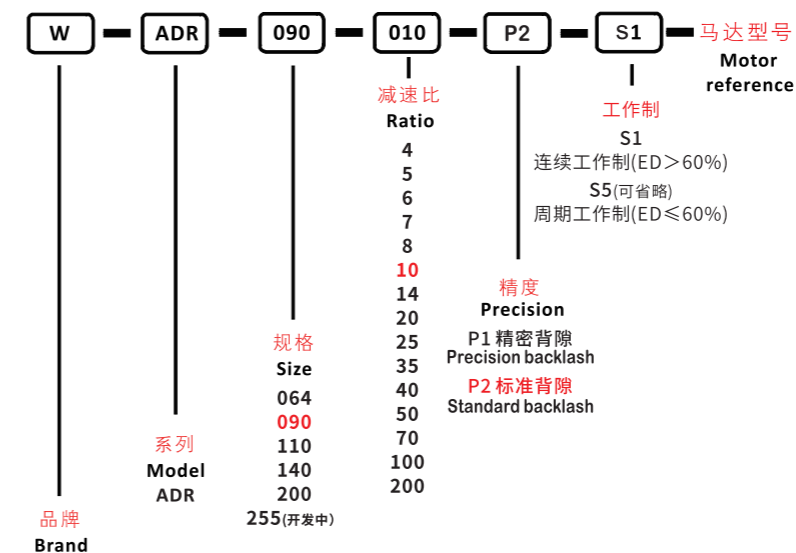 W ADR 090 010 P2 S1 马达型号
Motor
reference
减速比
Ratio
4
5
6
7
8
10
14
20
25
35
40
50
70
100
200
工作制
S1
连续工作制(ED＞60%)
S5(可省略)
周期工作制(ED≤60%)
精度
Precision
P1 精密背隙
Precision backlash
P2 标准背隙
Standard backlash
规格
Size
064
090
110
140
200
255(开发中)
系列
Model
ADR
品牌
Brand